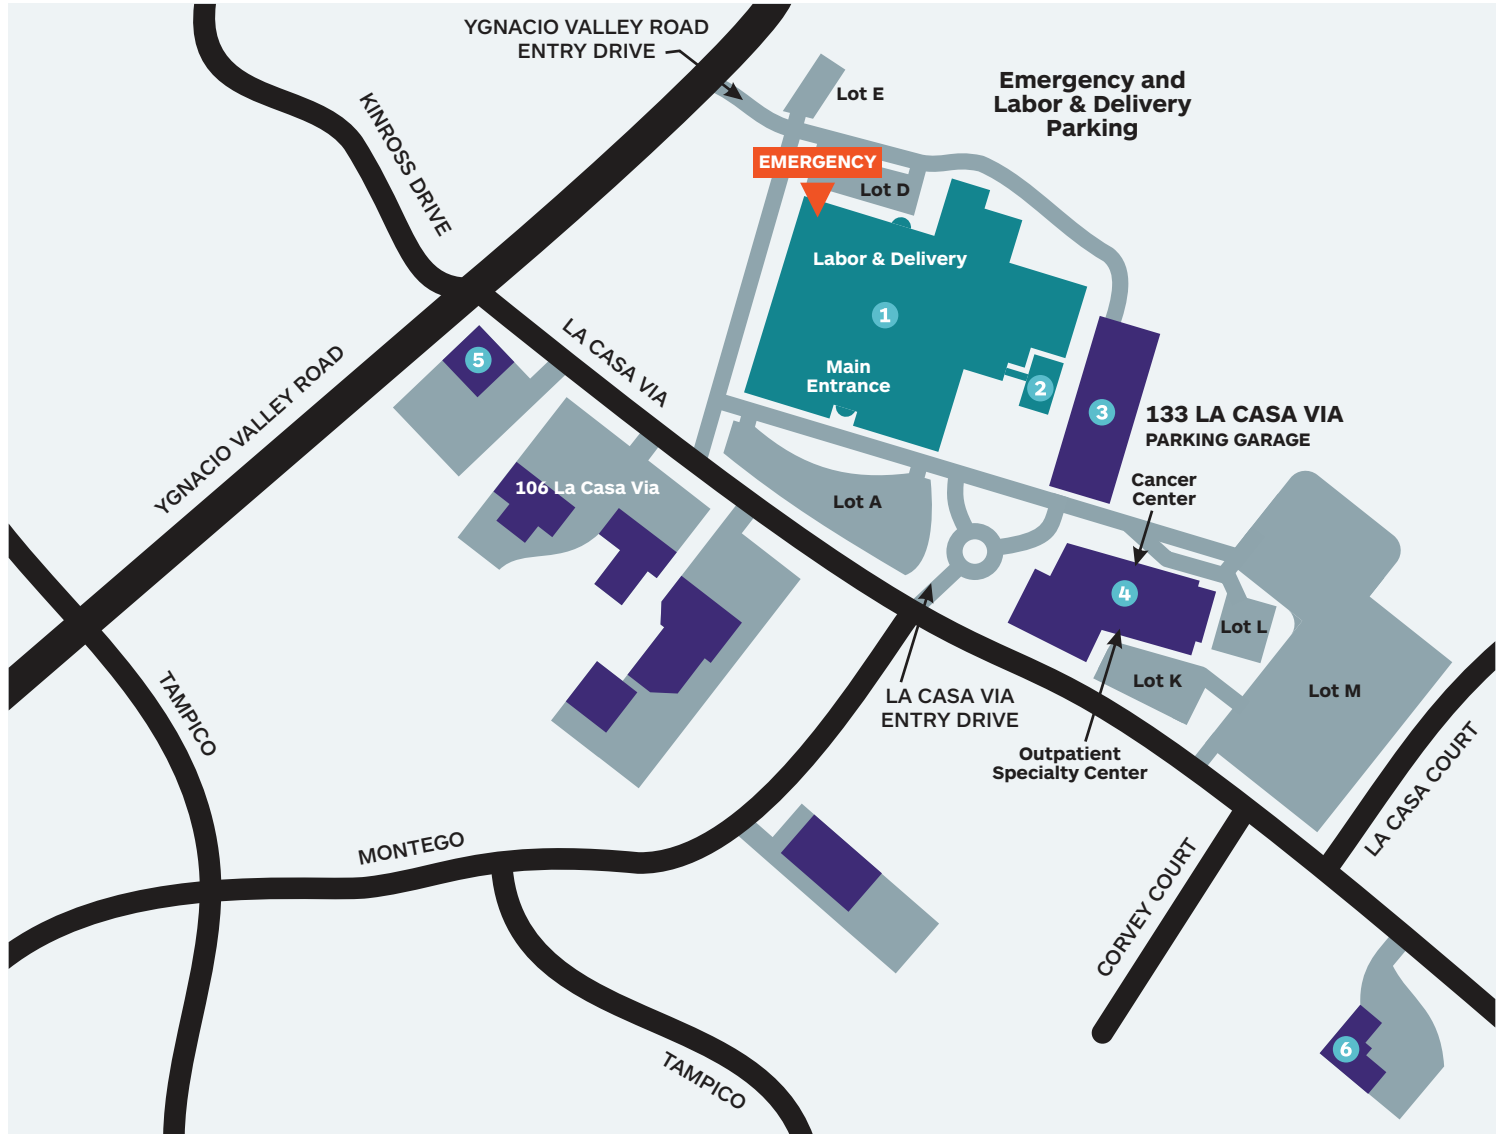 YGNACIO VALLEY ROAD
ENTRY DRIVE
Lot E
Emergency and
Labor & Delivery
Parking
KINROSS DRIVE
EMERGENCY
Lot D
Labor & Delivery
1
Main
Entrance
2
3
133 LA CASA VIA
PARKING GARAGE
LA CASA VIA
5
YGNACIO VALLEY ROAD
106 La Casa Via
Lot A
Cancer
Center
4
Lot L
Lot K
Lot M
LA CASA VIA
ENTRY DRIVE
Outpatient
Specialty Center
TAMPICO
MONTEGO
LA CASA COURT
CORVEY COURT
6
TAMPICO